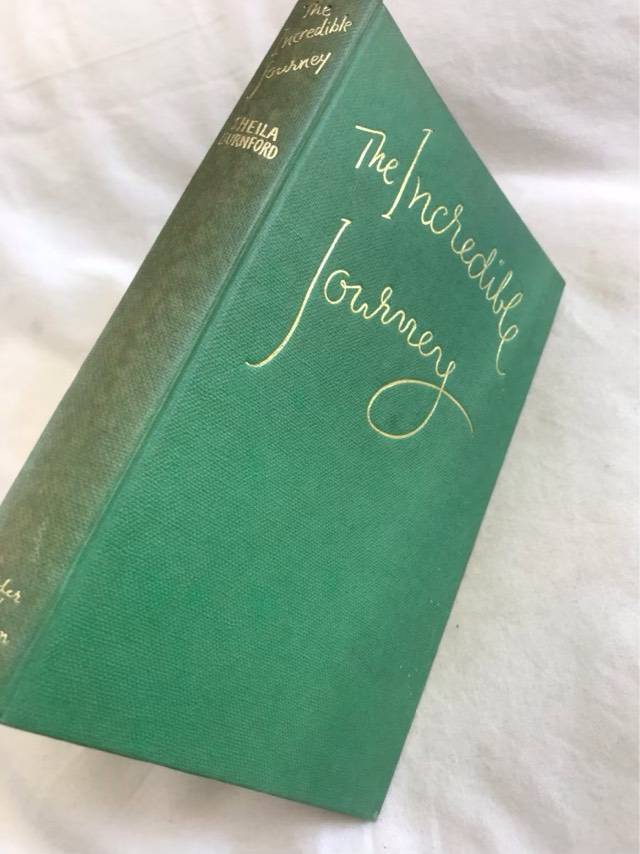 The
Incredible
Journey
SHEILA
BURNFORD
The Incredible
Journey